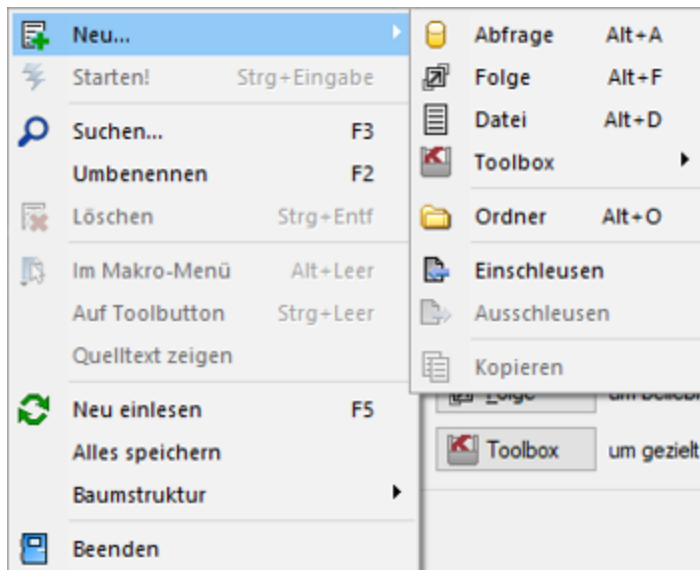 Neu...
Starten! Strg+Eingabe
Suchen... F3
Umbenennen F2
Löschen Strg+Entf
Im Makro-Menü Alt+Leer
Auf Toolbutton Strg+Leer
Quelltext zeigen
Neu einlesen F5
Alles speichern
Baumstruktur
Beenden
Abfrage Alt+A
Folge Alt+F
Datei Alt+D
Toolbox
Ordner Alt+O
Einschleusen
Ausschleusen
Kopieren
Toolbox um gezielt